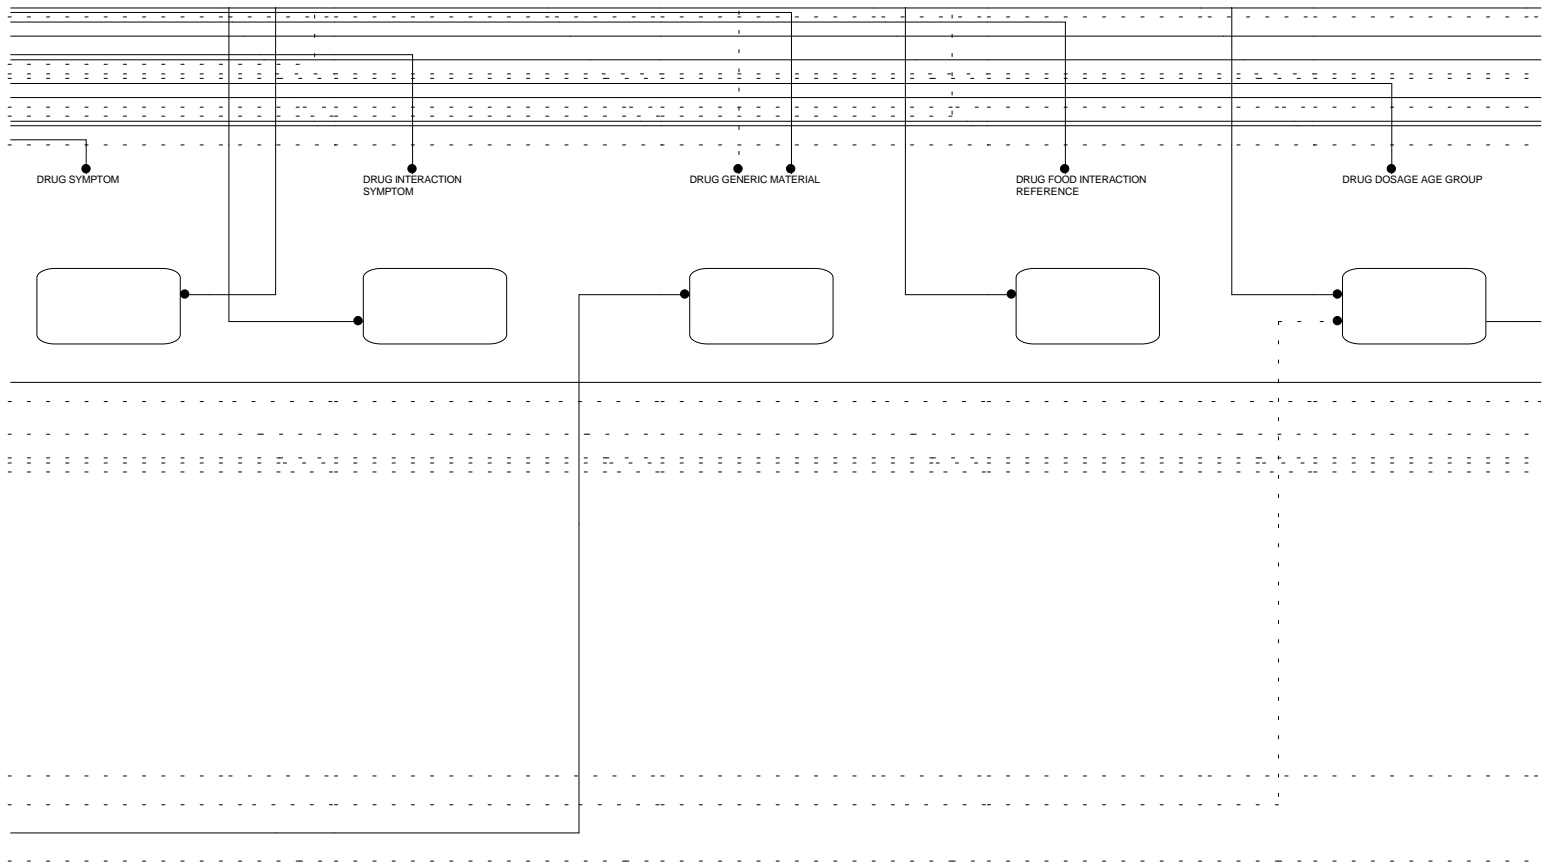 DRUG SYMPTOM
DRUG INTERACTION
SYMPTOM
DRUG GENERIC MATERIAL
DRUG FOOD INTERACTION
REFERENCE
DRUG DOSAGE AGE GROUP